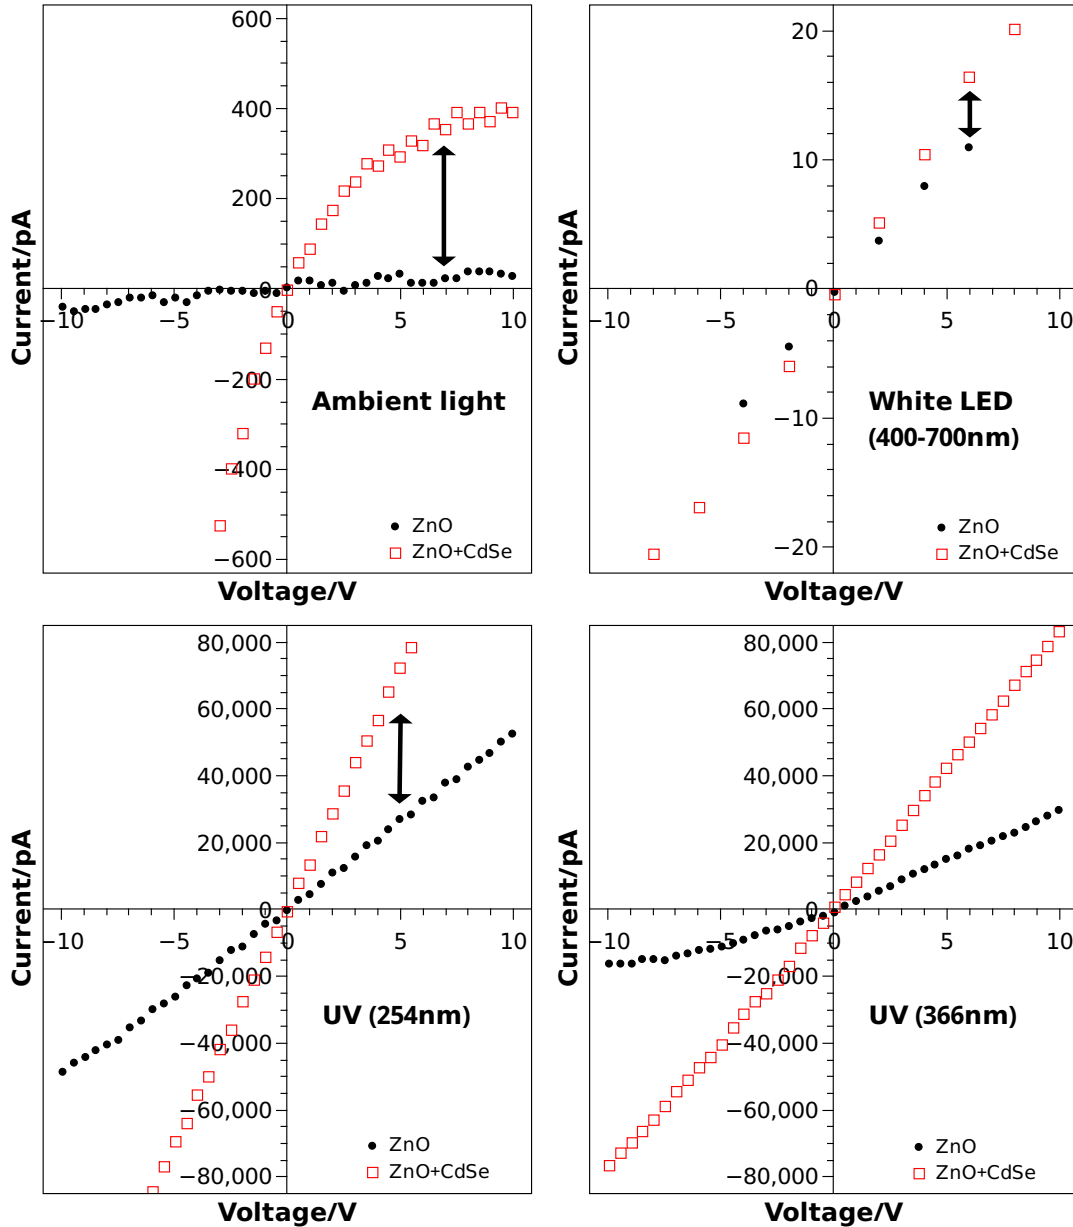 600
400
200
0
−200
−400
−600
−10
−5
0
5
10
Current/pA
Voltage/V
Ambient light
ZnO
ZnO+CdSe
20
10
0
−10
−20
−10
−5
0
5
10
Current/pA
Voltage/V
White LED
(400-700nm)
ZnO
ZnO+CdSe
80,000
60,000
40,000
20,000
0
−20,000
−40,000
−60,000
−80,000
−10
−5
0
5
10
Current/pA
Voltage/V
UV (254nm)
ZnO
ZnO+CdSe
80,000
60,000
40,000
20,000
0
−20,000
−40,000
−60,000
−80,000
−10
−5
0
5
10
Current/pA
Voltage/V
UV (366nm)
ZnO
ZnO+CdSe